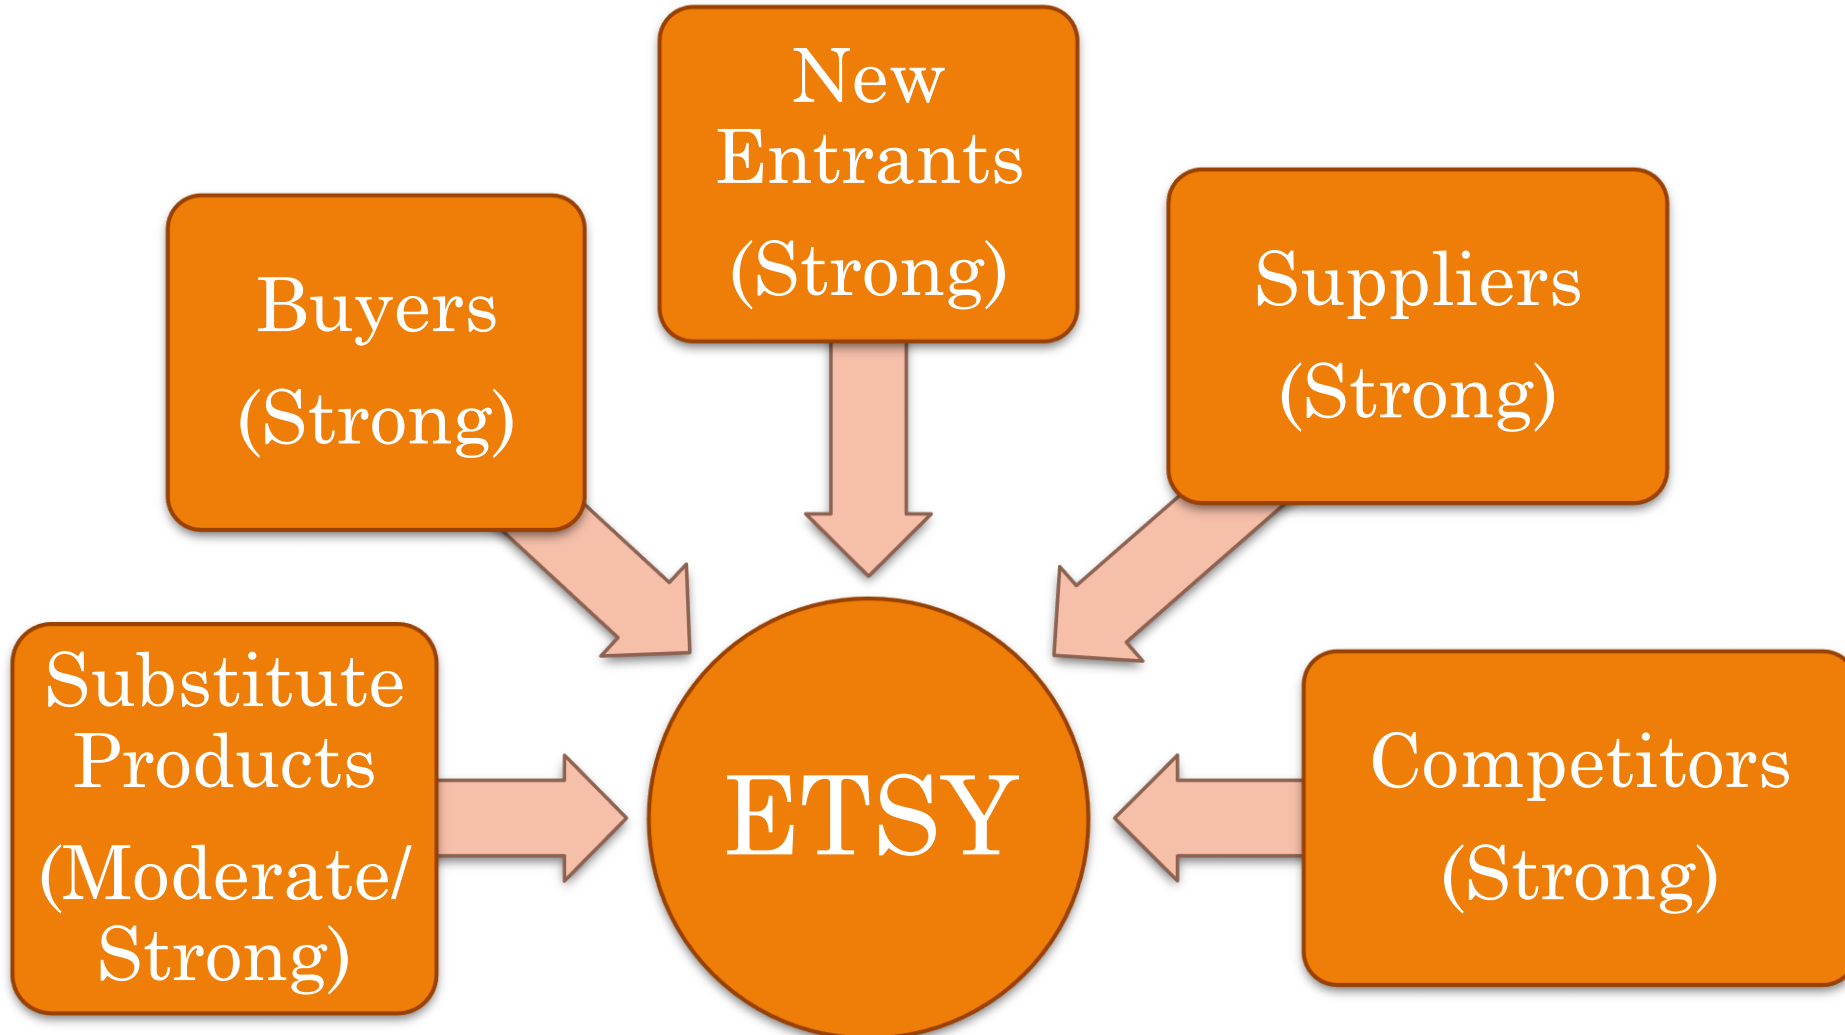 New
Entrants
(Strong)
Buyers
(Strong)
Suppliers
(Strong)
Substitute
Products
(Moderate/
Strong)
ETSY
Competitors
(Strong)